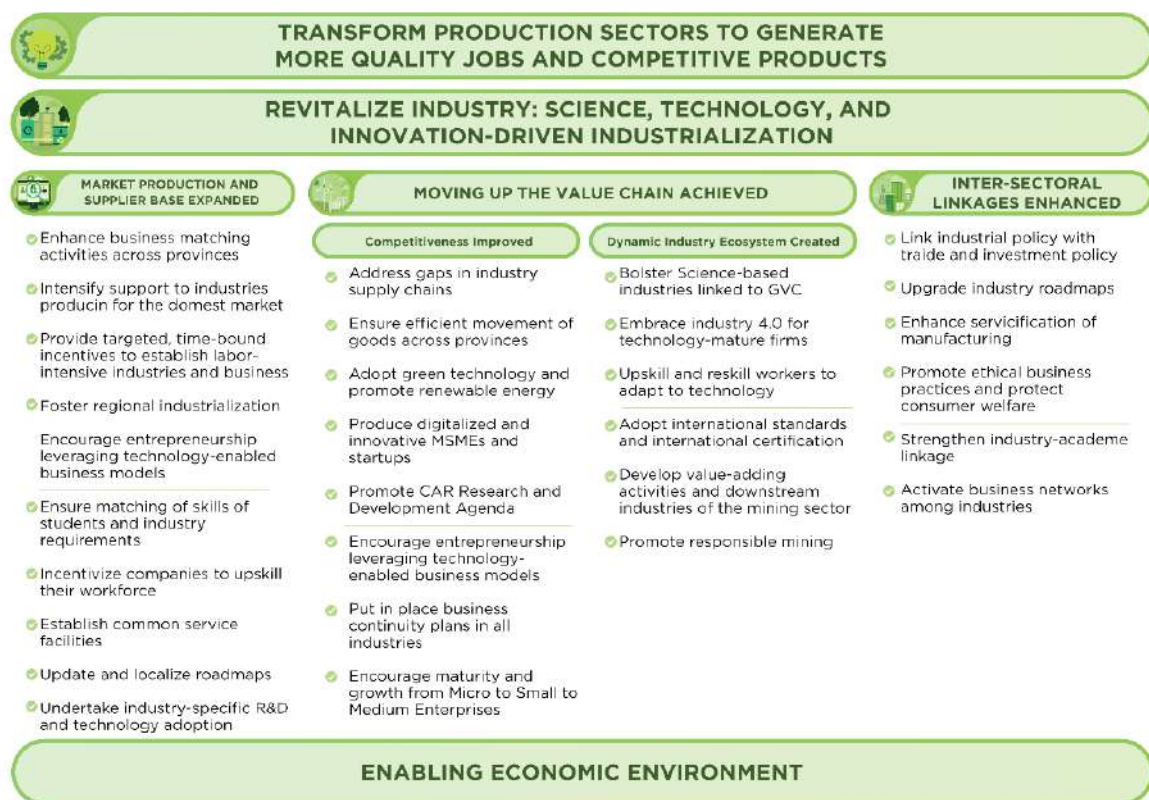 TRANSFORM PRODUCTION SECTORS TO GENERATE
MORE QUALITY JOBS AND COMPETITIVE PRODUCTS
REVITALIZE INDUSTRY: SCIENCE, TECHNOLOGY, AND
INNOVATION-DRIVEN INDUSTRIALIZATION
MARKET PRODUCTION AND
SUPPLIER BASE EXPANDED
Enhance business matching
activities across provinces
Intensify support to industries
producin for the domest market
Provide targeted, time-bound
incentives to establish labor-
intensive industries and business
Foster regional industrialization
Encourage entrepreneurship
leveraging technology-enabled
business models
Ensure matching of skills of
students and industry
requirements
Incentivize companies to upskill
their workforce
Establish common service
facilities
Update and localize roadmaps
Undertake industry-specific R&D
and technology adoption
MOVING UP THE VALUE CHAIN ACHIEVED
Competitiveness Improved
Address gaps in industry
supply chains
Ensure efficient movement of
goods across provinces
Adopt green technology and
promote renewable energy
Produce digitalized and
innovative MSMEs and
startups
Promote CAR Research and
Development Agenda
Encourage entrepreneurship
leveraging technology-
enabled business models
Put in place business
continuity plans in all
industries
Encourage maturity and
growth from Micro to Small to
Medium Enterprises
Dynamic Industry Ecosystem Created
Bolster Science-based
industries linked to GVC
Embrace industry 4.0 for
technology-mature firms
Upskill and reskill workers to
adapt to technology
Adopt international standards
and international certification
Develop value-adding
activities and downstream
industries of the mining sector
Promote responsible mining
INTER-SECTORAL
LINKAGES ENHANCED
Link industrial policy with
traide and investment policy
Upgrade industry roadmaps
Enhance servicification of
manufacturing
Promote ethical business
practices and protect
consumer welfare
Strengthen industry-academe
linkage
Activate business networks
among industries
ENABLING ECONOMIC ENVIRONMENT